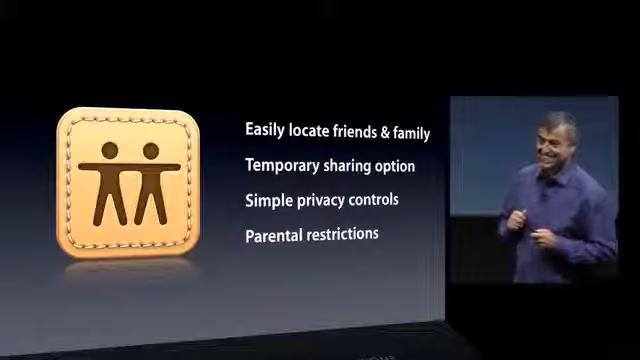 Easily locate friends & family
Temporary sharing option
Simple privacy controls
Parental restrictions